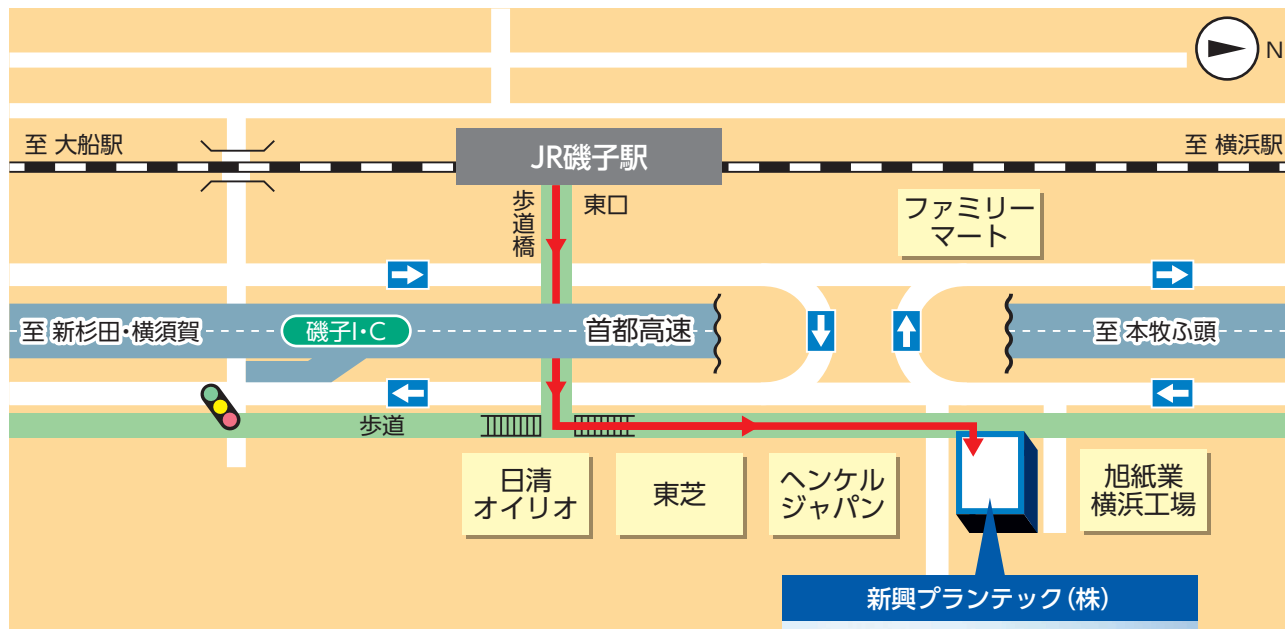 N
至 大船駅
JR磯子駅
至 横浜駅
歩道橋
東口
ファミリー
マート
至 新杉田・横須賀
磯子I・C
首都高速
至 本牧ふ頭
歩道
日清
オイリオ
東芝
ヘンケル
ジャパン
旭紙業
横浜工場
新興プランテック(株)